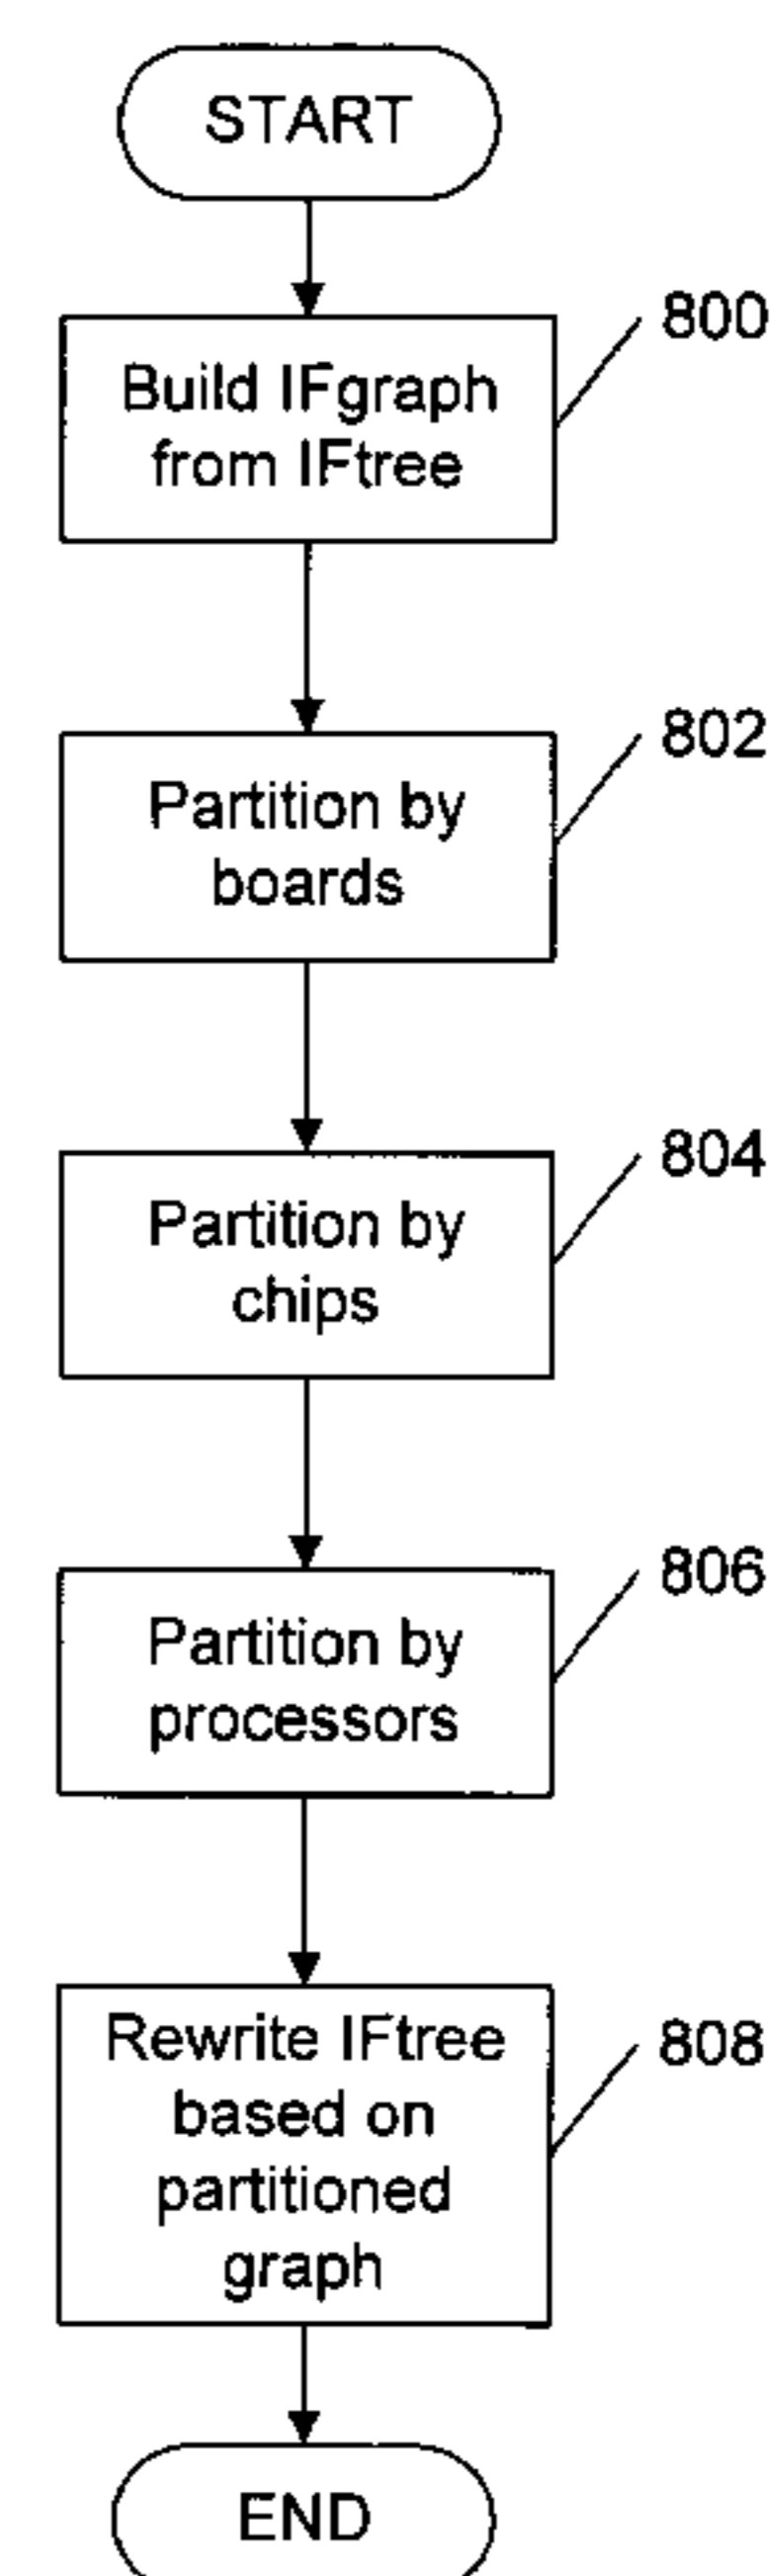 START
800
Build IFgraph
from IFtree
802
Partition by
boards
804
Partition by
chips
806
Partition by
processors
808
Rewrite IFtree
based on
partitioned
graph
END